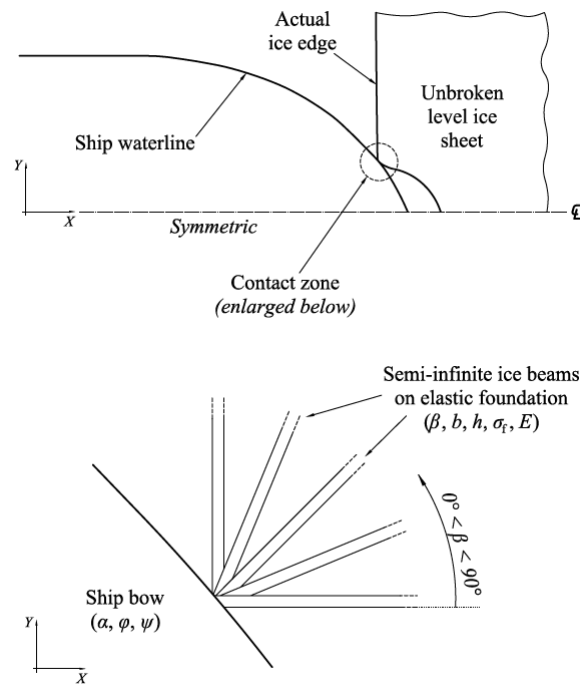 Actual
ice edge
Unbroken
level ice
sheet
Ship waterline
Y
X
Symmetric
℄
Contact zone
(enlarged below)
Semi-infinite ice beams
on elastic foundation
(β, b, h, σf, E)
0° < β < 90°
Ship bow
(α, φ, ψ)
Y
X